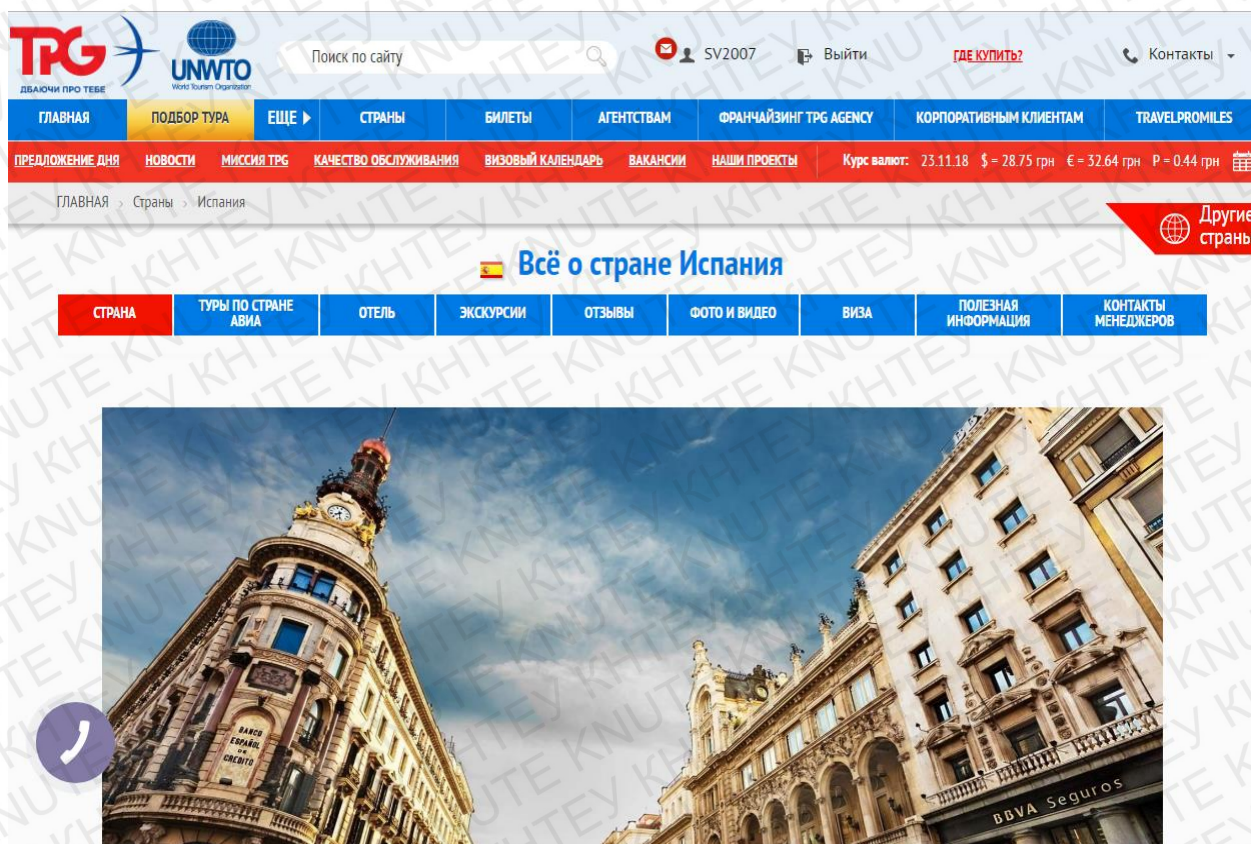 TPG
ДБАЮЧИ ПРО ТЕБЕ
UNWTO
World Tourism Organization
Поиск по сайту
SV2007
Выйти
ГДЕ КУПИТЬ?
Контакты
ГЛАВНАЯ
ПОДБОР ТУРА
ЕЩЕ
СТРАНЫ
БИЛЕТЫ
АГЕНТСТВАМ
ФРАНЧАЙЗИНГ TPG AGENCY
КОРПОРАТИВНЫМ КЛИЕНТАМ
TRAVELPROMILES
ПРЕДЛОЖЕНИЕ ДНЯ
НОВОСТИ
МИССИЯ TPG
КАЧЕСТВО ОБСЛУЖИВАНИЯ
ВИЗОВЫЙ КАЛЕНДАРЬ
ВАКАНСИИ
НАШИ ПРОЕКТЫ
Курс валют: 23.11.18 $ = 28.75 грн € = 32.64 грн Р = 0.44 грн
ГЛАВНАЯ > Страны > Испания
Другие
страны
Всё о стране Испания
СТРАНА
ТУРЫ ПО СТРАНЕ
АВИА
ОТЕЛЬ
ЭКСКУРСИИ
ОТЗЫВЫ
ФОТО И ВИДЕО
ВИЗА
ПОЛЕЗНАЯ
ИНФОРМАЦИЯ
КОНТАКТЫ
МЕНЕДЖЕРОВ
BANCO
ESPAÑOL
DE
CREDITO
BBVA Seguros
KNUTE KHTEY